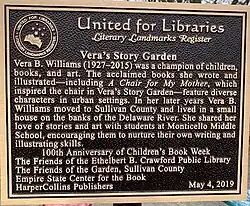 United for Libraries
Literary Landmarks Register
Vera's Story Garden
Vera B. Williams (1927-2015) was a champion of children,
books, and art. The acclaimed books she wrote and
illustrated—including A Chair for My Mother, which
inspired the chair in Vera's Story Garden—feature diverse
characters in urban settings. In her later years Vera B.
Williams moved to Sullivan County and lived in a small
house on the banks of the Delaware River. She shared her
love of stories and art with students at Monticello Middle
School, encouraging them to nurture their own writing and
illustrating skills.
100th Anniversary of Children's Book Week
The Friends of the Ethelbert B. Crawford Public Library
The Friends of the Garden, Sullivan County
Empire State Center for the Book
HarperCollins Publishers
May 4, 2019